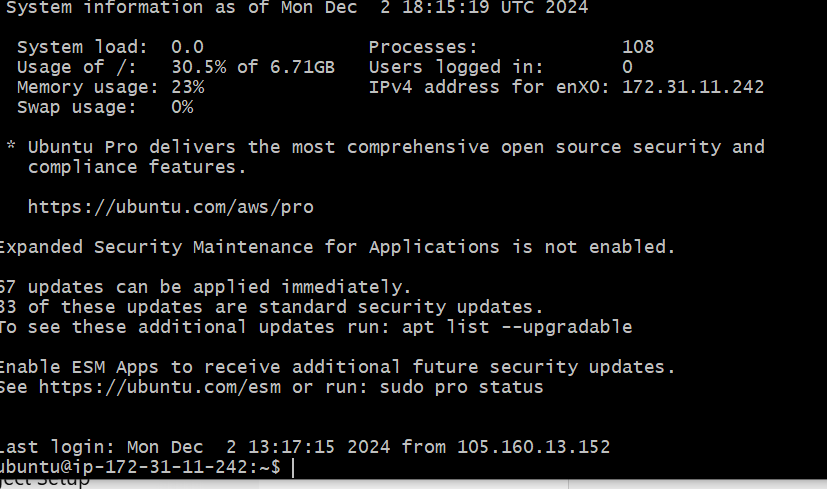 System information as of Mon Dec  2 18:15:19 UTC 2024
System load:  0.0                Processes:              108
Usage of /:   30.5% of 6.71GB   Users logged in:        0
Memory usage: 23%                IPv4 address for enX0: 172.31.11.242
Swap usage:   0%
* Ubuntu Pro delivers the most comprehensive open source security and
compliance features.
https://ubuntu.com/aws/pro
Expanded Security Maintenance for Applications is not enabled.
67 updates can be applied immediately.
33 of these updates are standard security updates.
To see these additional updates run: apt list --upgradable
Enable ESM Apps to receive additional future security updates.
See https://ubuntu.com/esm or run: sudo pro status
Last login: Mon Dec  2 13:17:15 2024 from 105.160.13.152
ubuntu@ip-172-31-11-242:~$
ject Setup